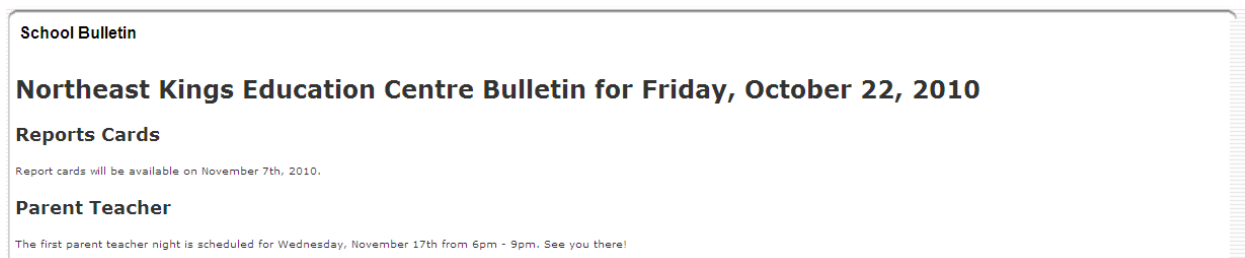 School Bulletin
Northeast Kings Education Centre Bulletin for Friday, October 22, 2010
Reports Cards
Report cards will be available on November 7th, 2010.
Parent Teacher
The first parent teacher night is scheduled for Wednesday, November 17th from 6pm - 9pm. See you there!